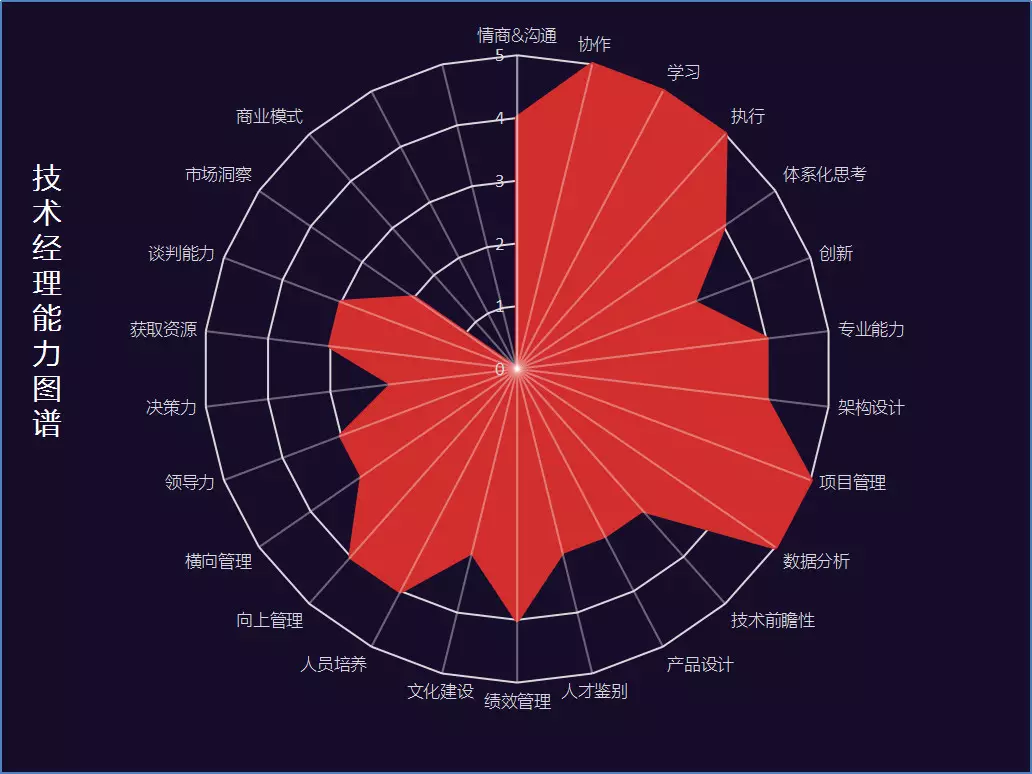 技术经理能力图谱
情商&沟通
协作
学习
执行
体系化思考
创新
专业能力
架构设计
项目管理
数据分析
技术前瞻性
产品设计
人才鉴别
绩效管理
文化建设
人员培养
向上管理
横向管理
领导力
决策力
获取资源
谈判能力
市场洞察
商业模式
5
4
3
2
1
0